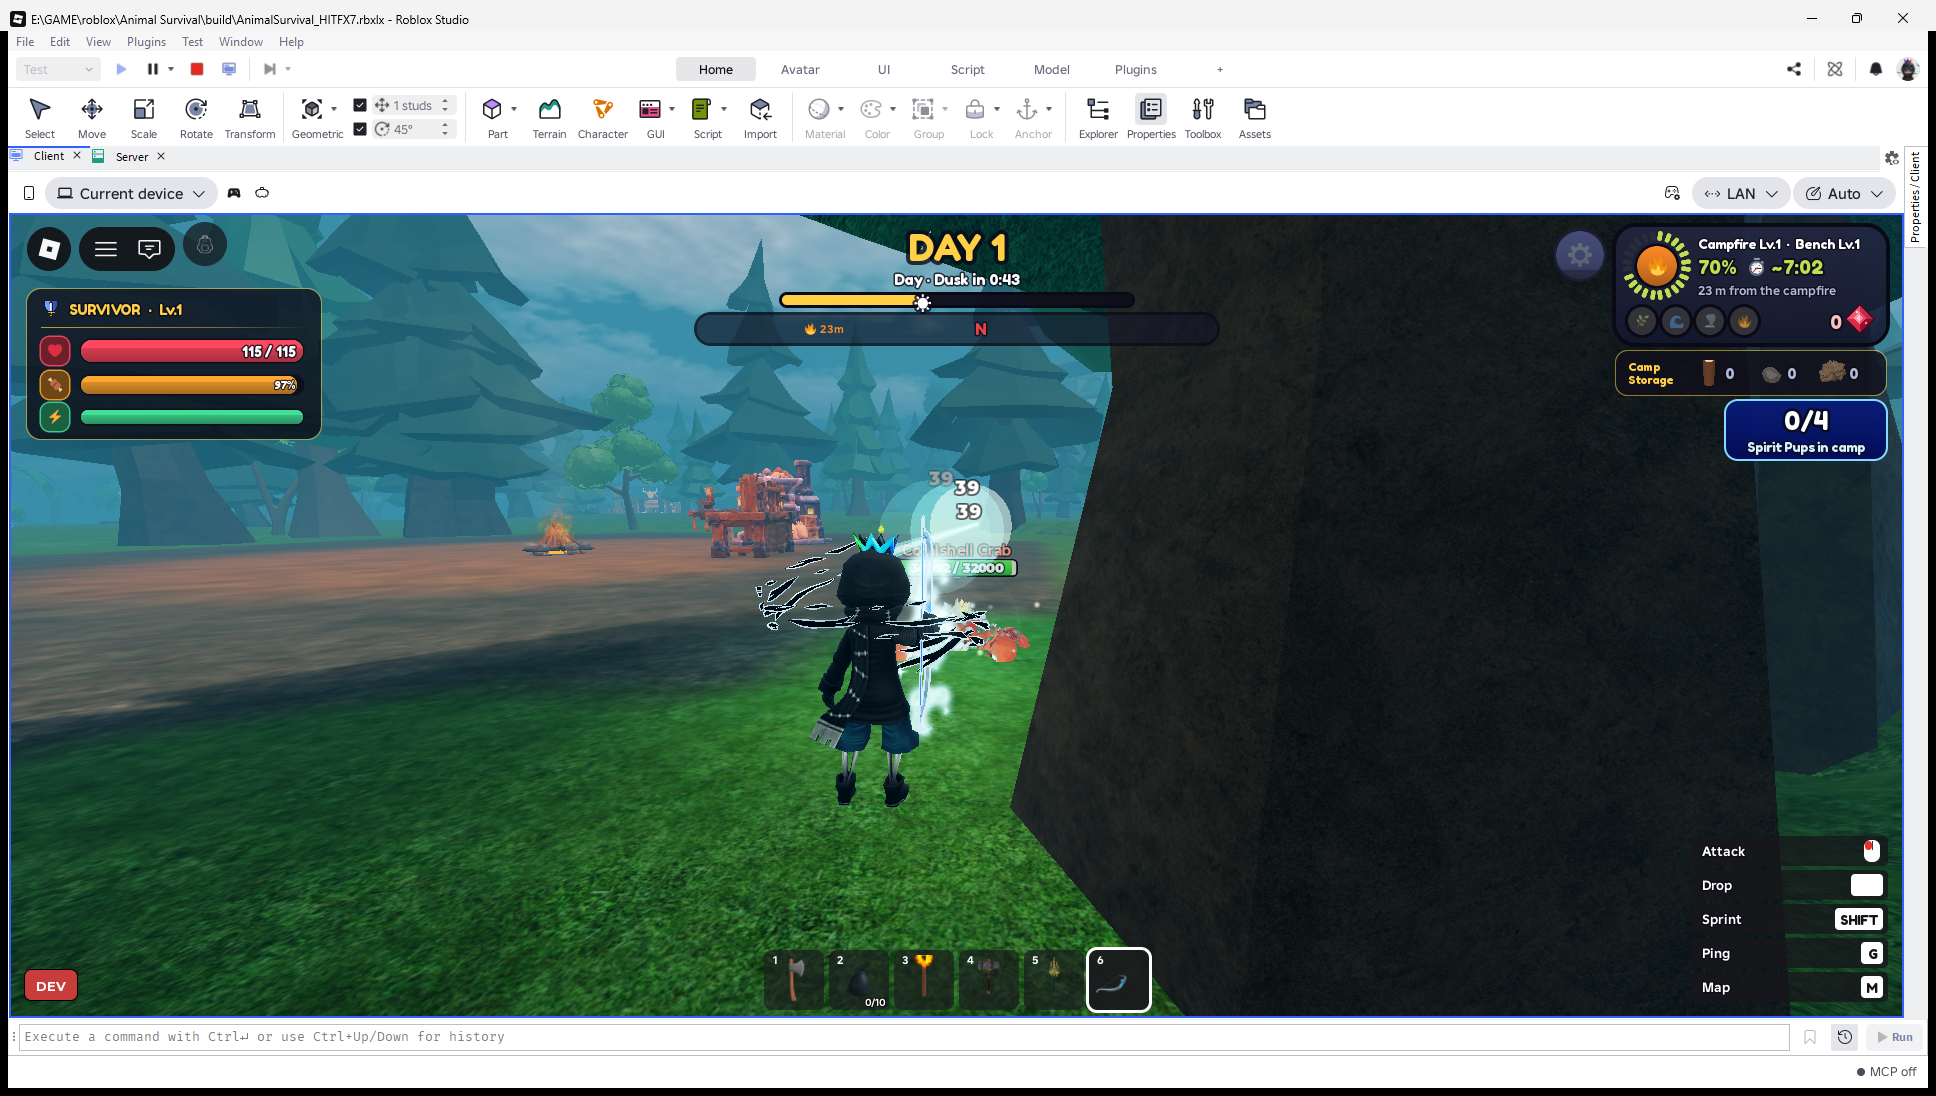 E:\GAME\roblox\Animal Survival\build\AnimalSurvival_HITFX7.rbxlx - Roblox Studio
File Edit View Plugins Test Window Help
Test
Home Avatar UI Script Model Plugins +
1 studs
45°
Select Move Scale Rotate Transform Geometric Part Terrain Character GUI Script Import Material Color Group Lock Anchor Explorer Properties Toolbox Assets
Client Server
Properties / Client
Current device
LAN Auto
DAY 1
Day · Dusk in 0:43
23m N
SURVIVOR · Lv.1
115 / 115
97%
Campfire Lv.1 · Bench Lv.1
70% ~7:02
23 m from the campfire
0
Camp Storage 0 0 0
0/4
Spirit Pups in camp
39
39
39
Crab
/ 32000
Attack
Drop
Sprint SHIFT
Ping G
Map M
1 2 3 4 5 6
0/10
DEV
Execute a command with Ctrl↵ or use Ctrl+Up/Down for history
Run
MCP off